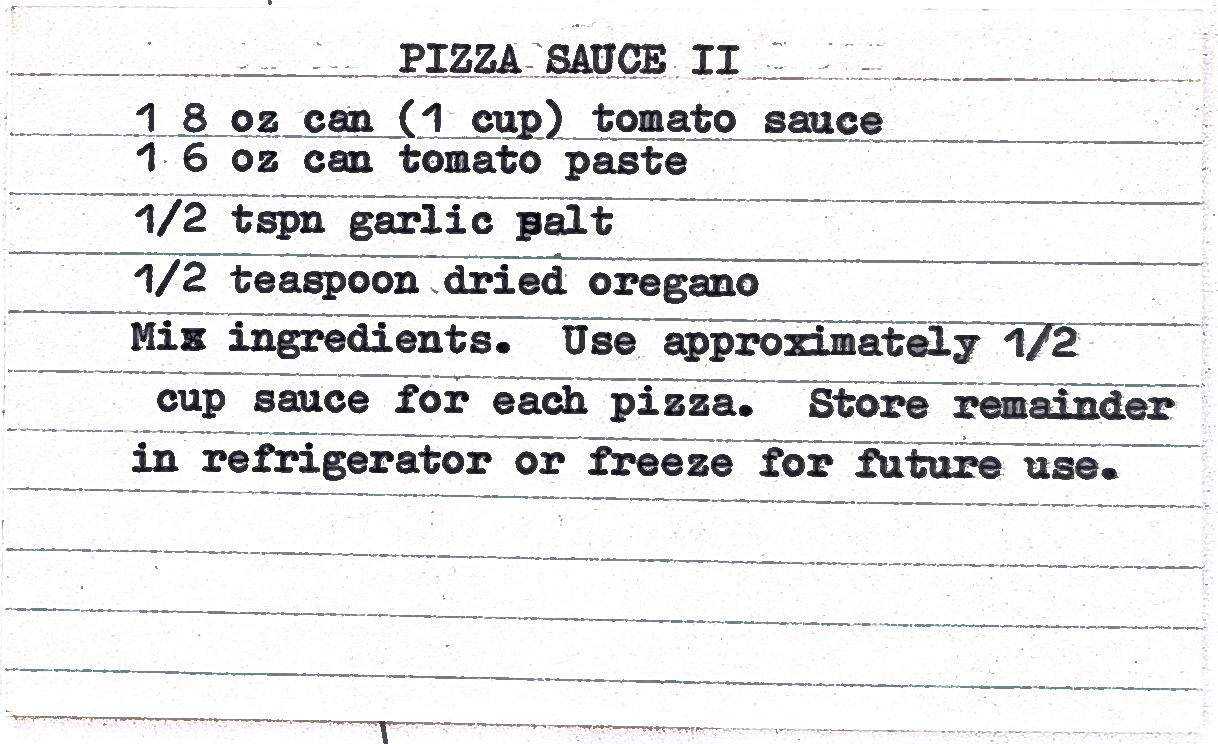 PIZZA SAUCE II
1 8 oz can (1 cup) tomato sauce
1 6 oz can tomato paste
1/2 tspn garlic salt
1/2 teaspoon dried oregano
Mix ingredients. Use approximately 1/2
cup sauce for each pizza. Store remainder
in refrigerator or freeze for future use.